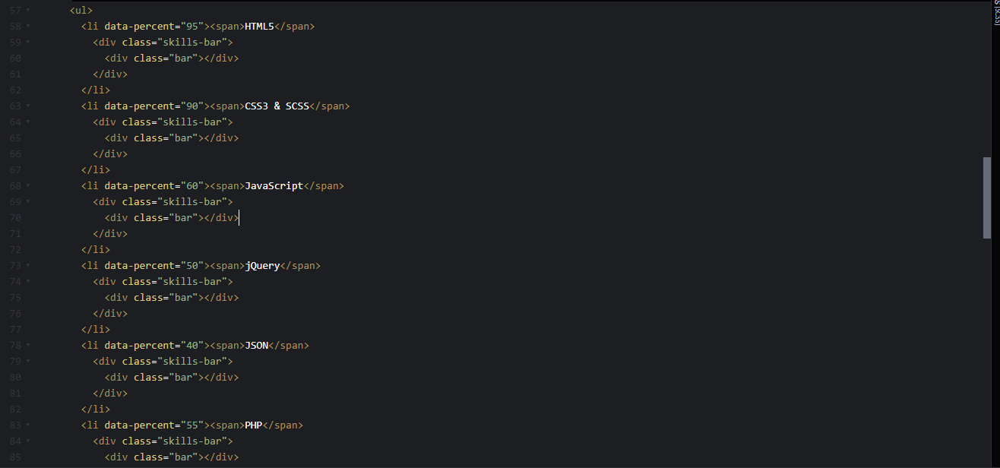 57 <ul>
58 <li data-percent="95"><span>HTML5</span>
59 <div class="skills-bar">
60 <div class="bar"></div>
61 </div>
62 </li>
63 <li data-percent="90"><span>CSS3 & SCSS</span>
64 <div class="skills-bar">
65 <div class="bar"></div>
66 </div>
67 </li>
68 <li data-percent="60"><span>JavaScript</span>
69 <div class="skills-bar">
70 <div class="bar"></div>
71 </div>
72 </li>
73 <li data-percent="50"><span>jQuery</span>
74 <div class="skills-bar">
75 <div class="bar"></div>
76 </div>
77 </li>
78 <li data-percent="40"><span>JSON</span>
79 <div class="skills-bar">
80 <div class="bar"></div>
81 </div>
82 </li>
83 <li data-percent="55"><span>PHP</span>
84 <div class="skills-bar">
85 <div class="bar"></div>